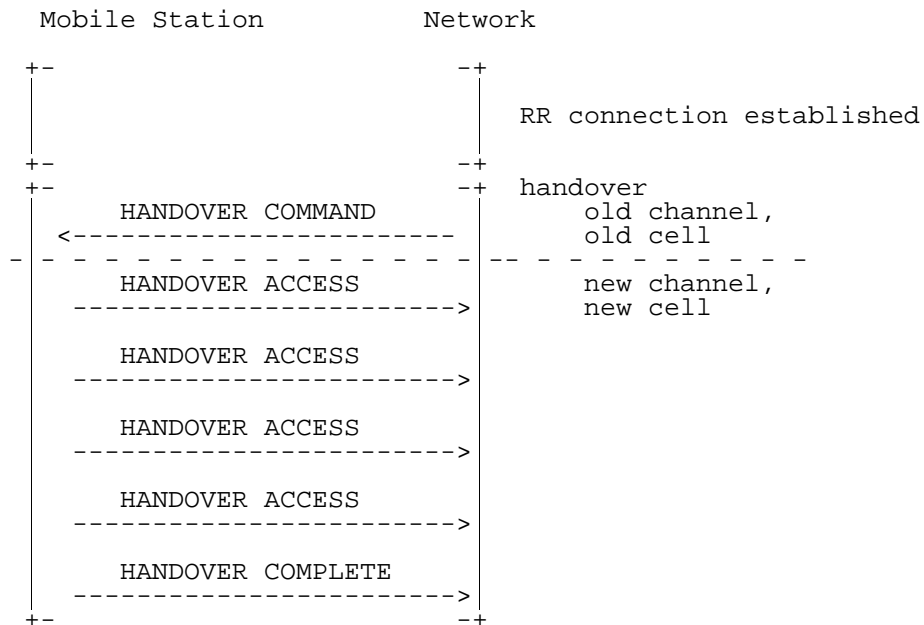 Mobile Station Network
RR connection established
handover
HANDOVER COMMAND old channel,
old cell
HANDOVER ACCESS new channel,
new cell
HANDOVER ACCESS
HANDOVER ACCESS
HANDOVER ACCESS
HANDOVER COMPLETE